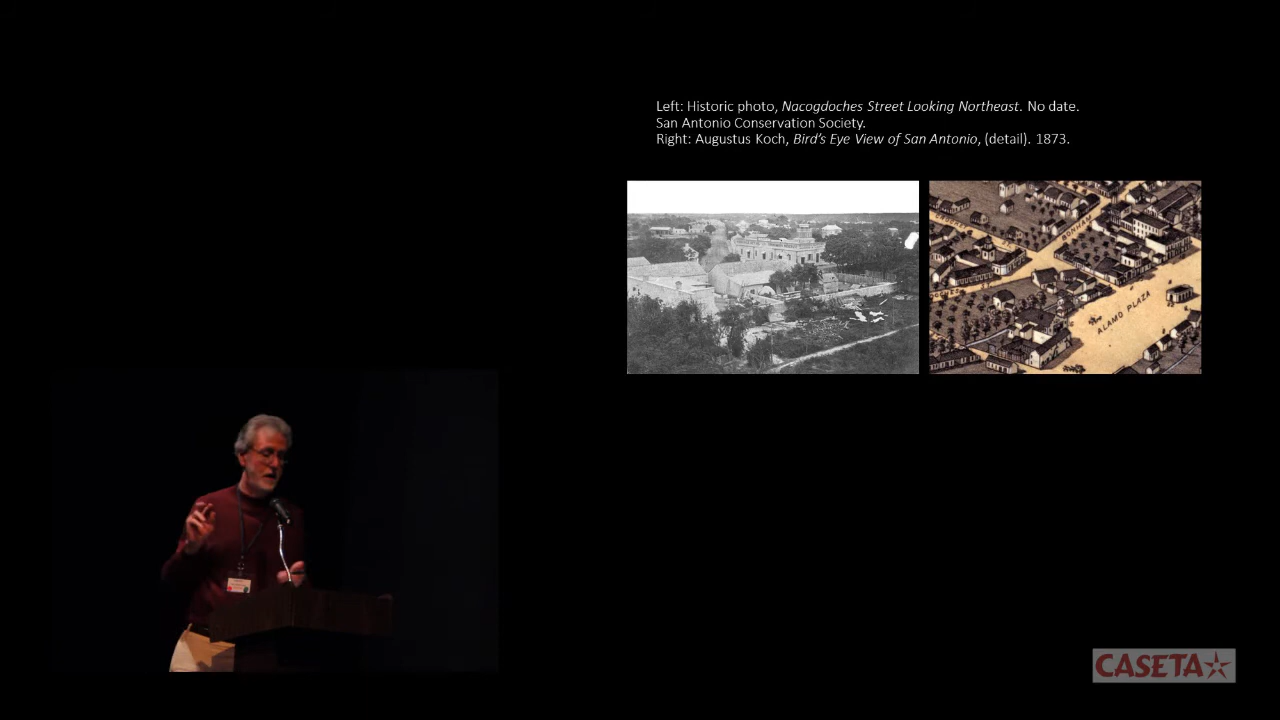 Left: Historic photo, Nacogdoches Street Looking Northeast. No date.
San Antonio Conservation Society.
Right: Augustus Koch, Bird's Eye View of San Antonio, (detail). 1873.
BONHAM
ALAMO PLAZA
CASETA